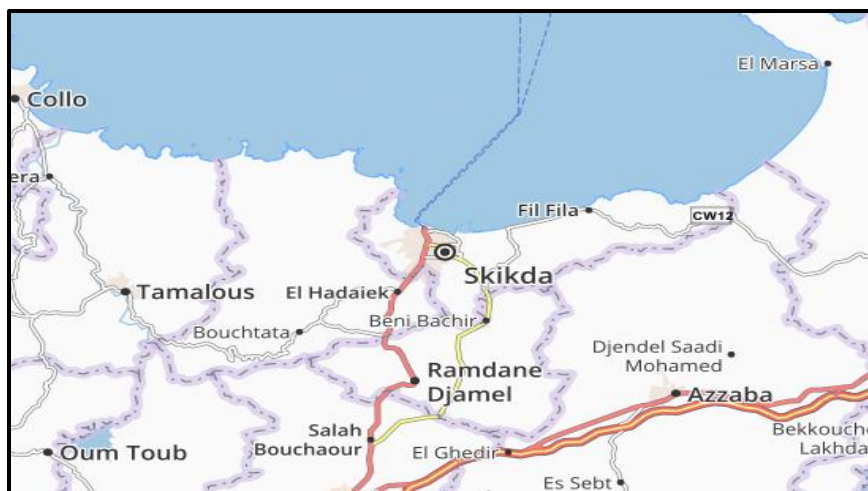 El Marsa
Collo
era
Fil Fila
CW12
Skikda
El Hadaiek
Tamalous
Beni Bachir
Bouchtata
Djendel Saadi
Mohamed
Ramdane
Djamel
Azzaba
Salah
Bouchaour
Bekkouche
Lakhda
Oum Toub
El Ghedir
Es Sebt